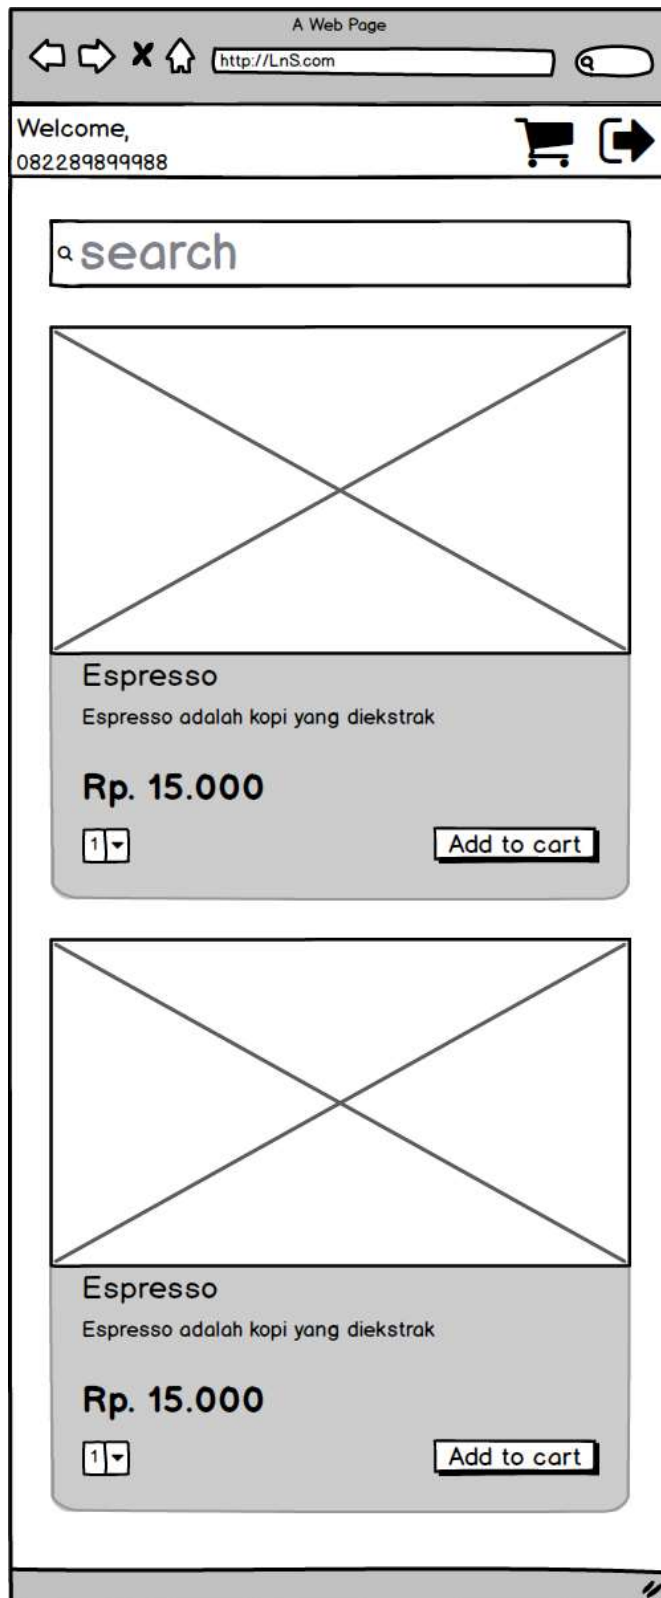 A Web Page
http://LnS.com
Welcome,
082289899988
search
Espresso
Espresso adalah kopi yang diekstrak
Rp. 15.000
1
Add to cart
Espresso
Espresso adalah kopi yang diekstrak
Rp. 15.000
1
Add to cart